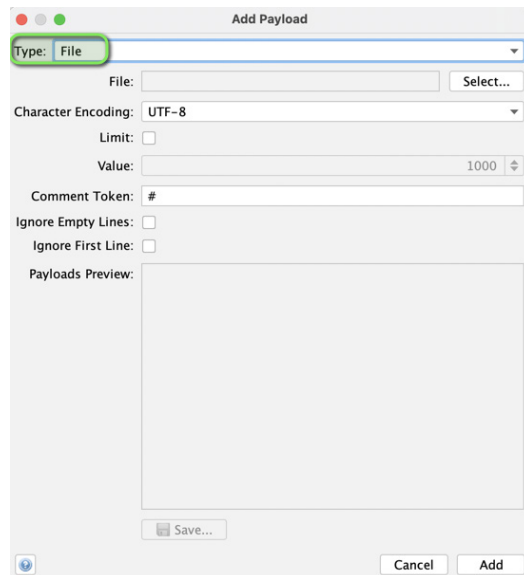 Add Payload
Type: File
File: Select...
Character Encoding: UTF-8
Limit:
Value: 1000
Comment Token: #
Ignore Empty Lines:
Ignore First Line:
Payloads Preview:
Save...
? Cancel Add